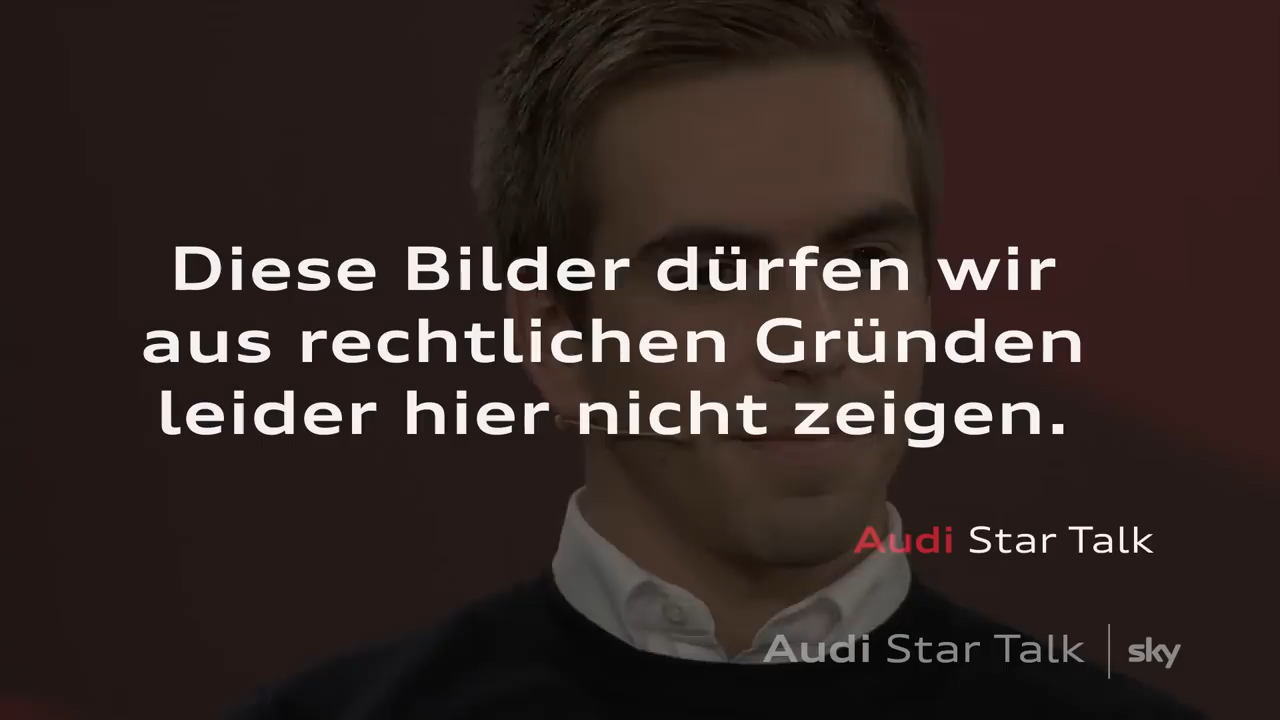 Diese Bilder dürfen wir
aus rechtlichen Gründen
leider hier nicht zeigen.
Audi Star Talk
Audi Star Talk | sky